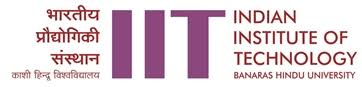 भारतीय
प्रौद्योगिकी
संस्थान
काशी हिन्दू विश्वविद्यालय
IIT
INDIAN
INSTITUTE OF
TECHNOLOGY
BANARAS HINDU UNIVERSITY